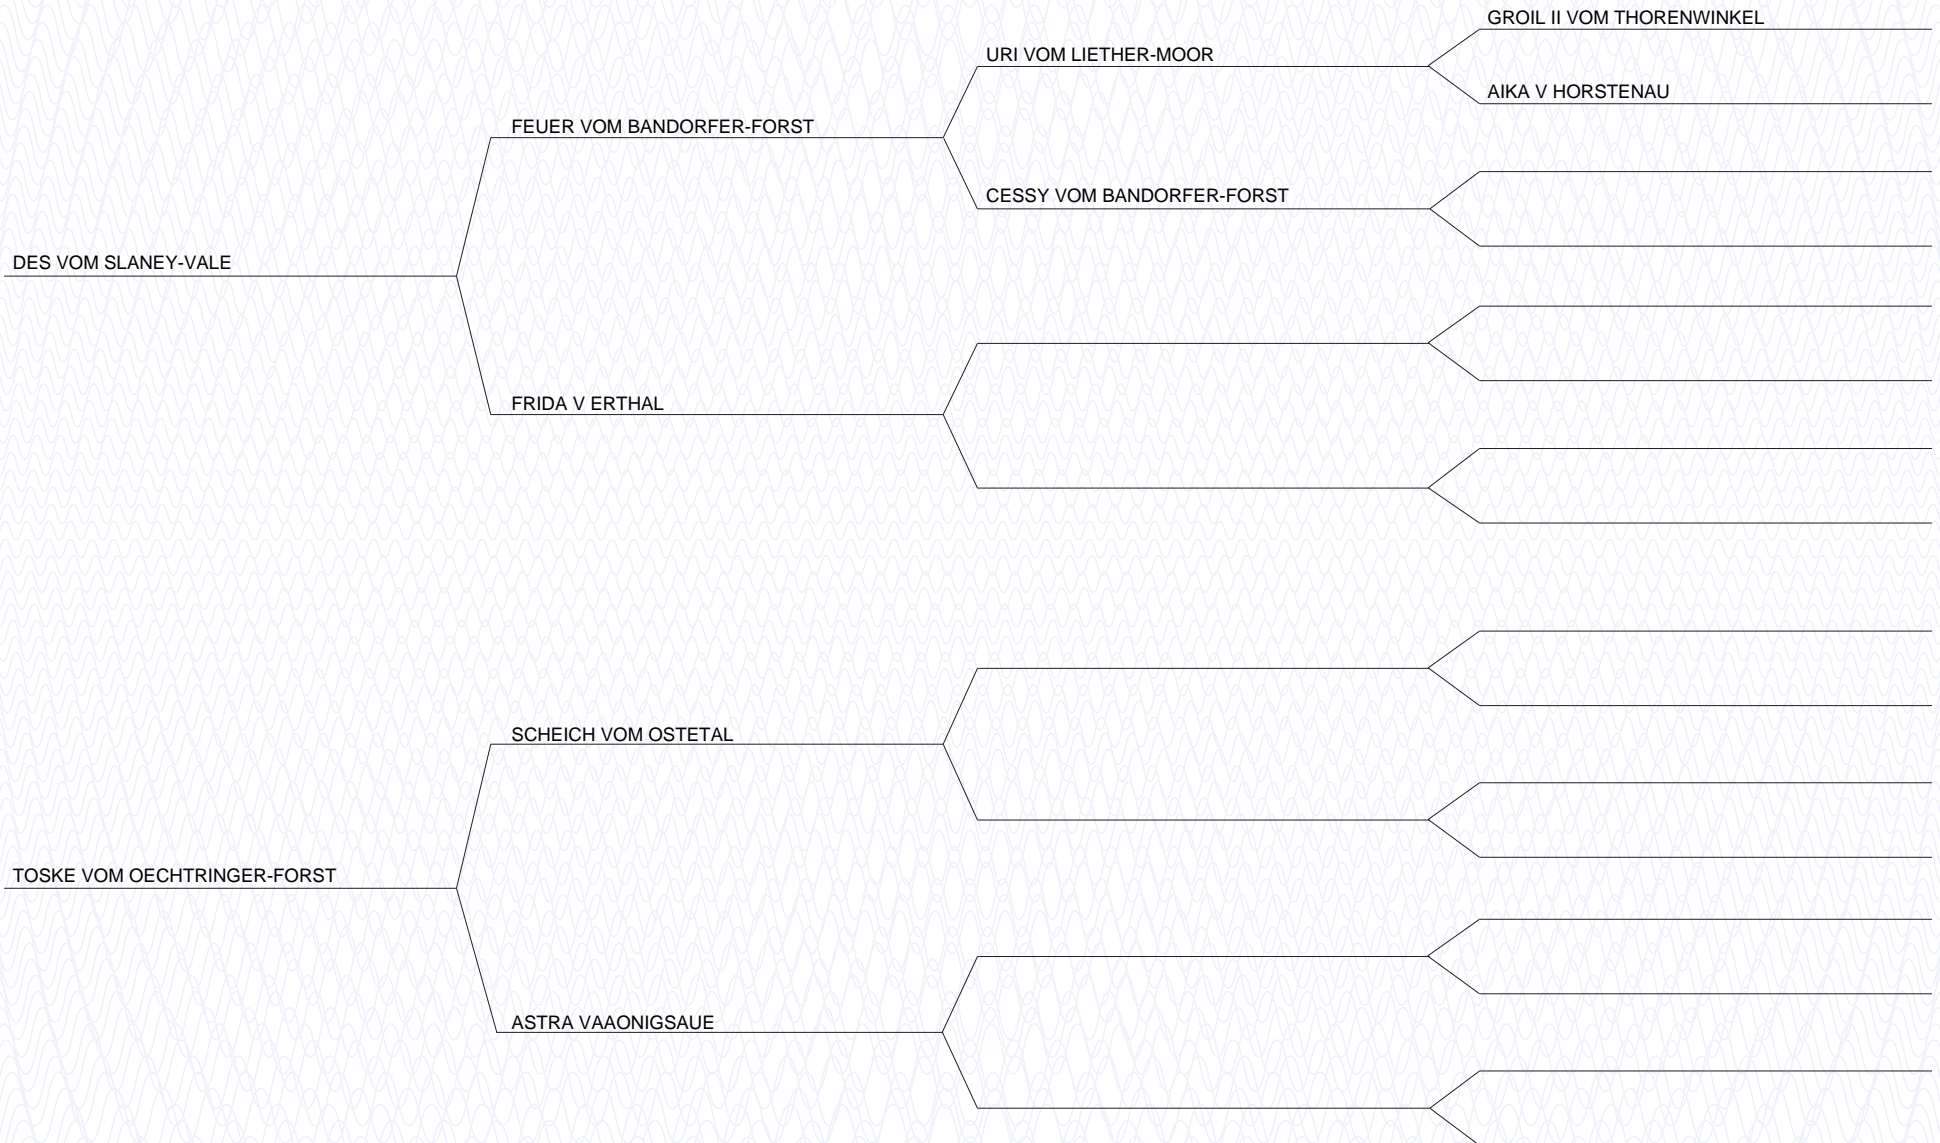 GROIL II VOM THORENWINKEL
URI VOM LIETHER-MOOR
AIKA V HORSTENAU
FEUER VOM BANDORFER-FORST
CESSY VOM BANDORFER-FORST
DES VOM SLANEY-VALE
FRIDA V ERTHAL
SCHEICH VOM OSTETAL
TOSKE VOM OECHTRINGER-FORST
ASTRA VAAONIGSAUE